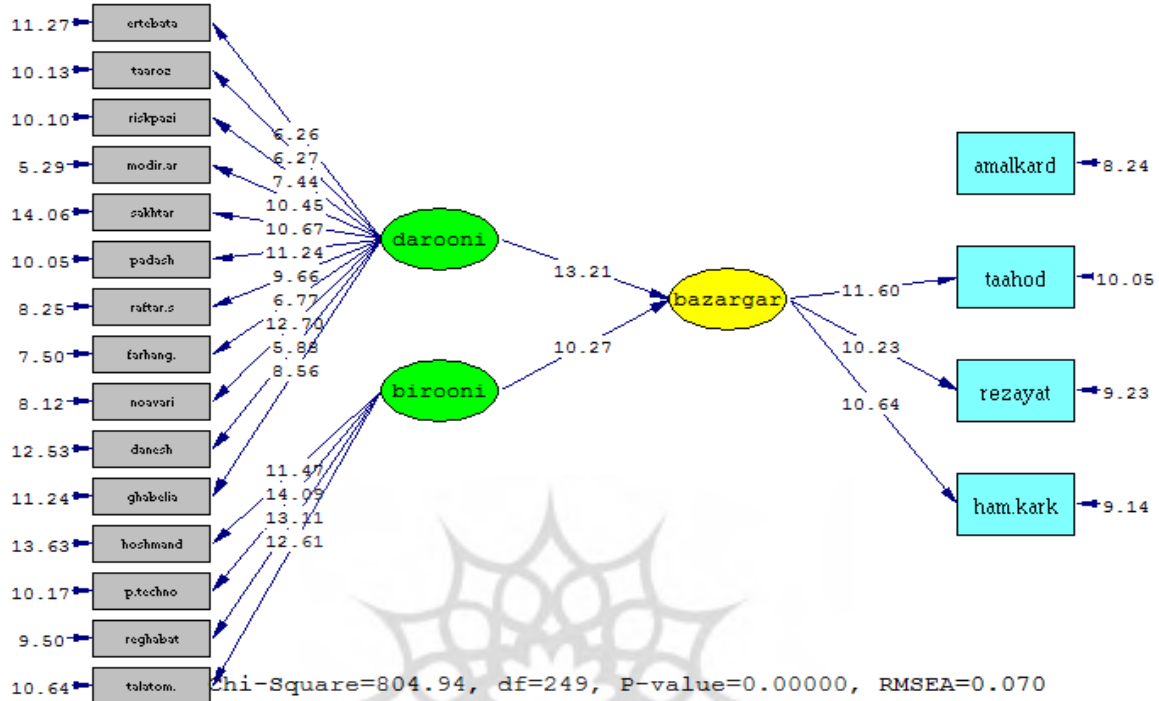 11.27 ertebata
10.13 taaroz
10.10 riskpazi
5.29 modir.ar
14.06 sakhtar
10.05 padash
8.25 raftar.s
7.50 farhang.
8.12 noavari
12.53 danesh
11.24 ghabelia
13.63 hoshmand
10.17 p.techno
9.50 reghabat
10.64 talatom.
6.26
6.27
7.44
10.45
10.67
11.24
9.66
6.77
12.70
5.88
8.56
11.47
14.09
13.11
12.61
darooni
birooni
13.21
10.27
bazargar
11.60
10.23
10.64
amalkard 8.24
taahod 10.05
rezayat 9.23
ham.kark 9.14
Chi-Square=804.94, df=249, P-value=0.00000, RMSEA=0.070